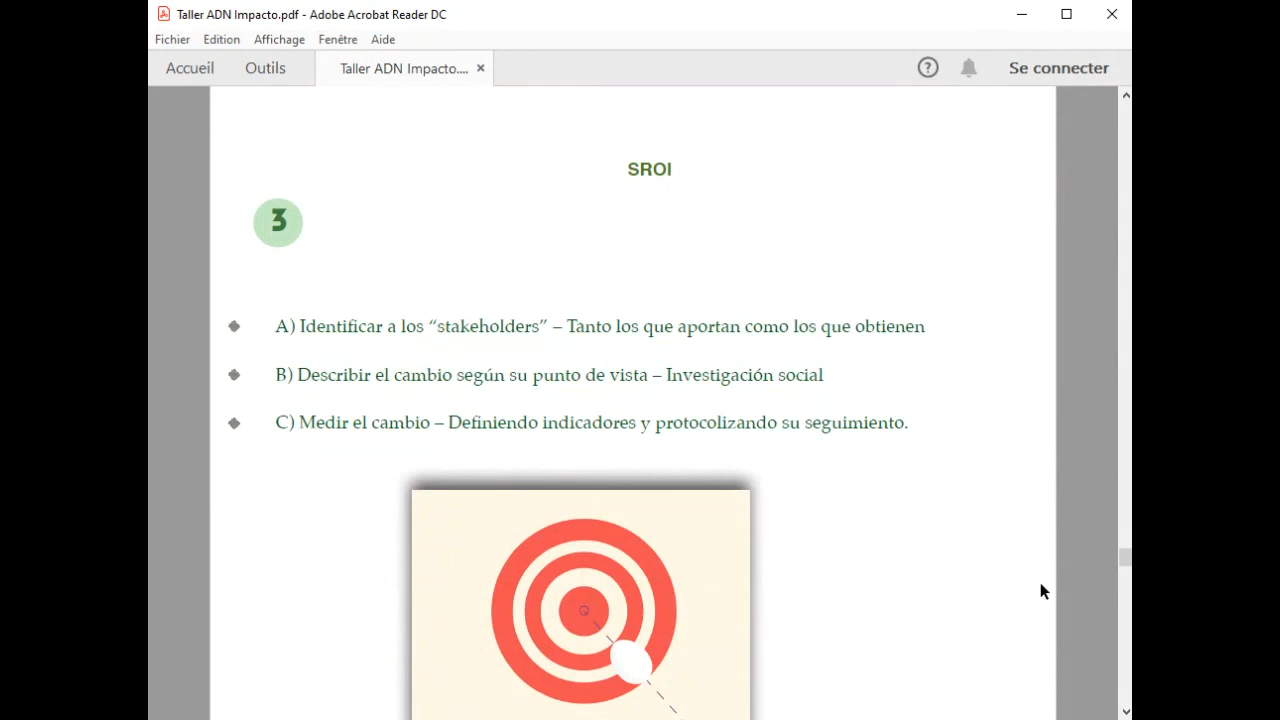 Taller ADN Impacto.pdf - Adobe Acrobat Reader DC
Fichier Edition Affichage Fenêtre Aide
Accueil Outils Taller ADN Impacto.... × ? Se connecter
SROI
3
A) Identificar a los “stakeholders” – Tanto los que aportan como los que obtienen
B) Describir el cambio según su punto de vista – Investigación social
C) Medir el cambio – Definiendo indicadores y protocolizando su seguimiento.